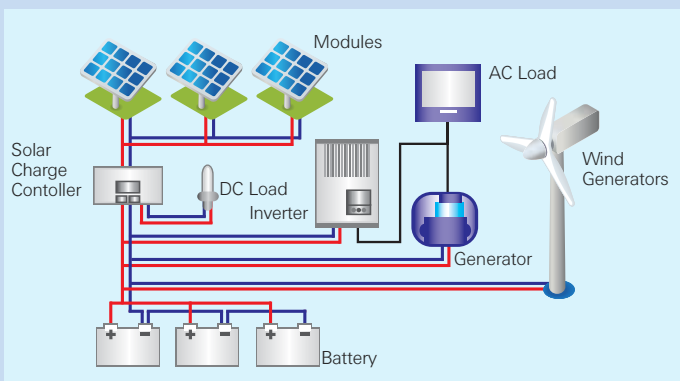 Modules
AC Load
Solar
Charge
Contoller
DC Load
Inverter
Wind
Generators
Generator
Battery